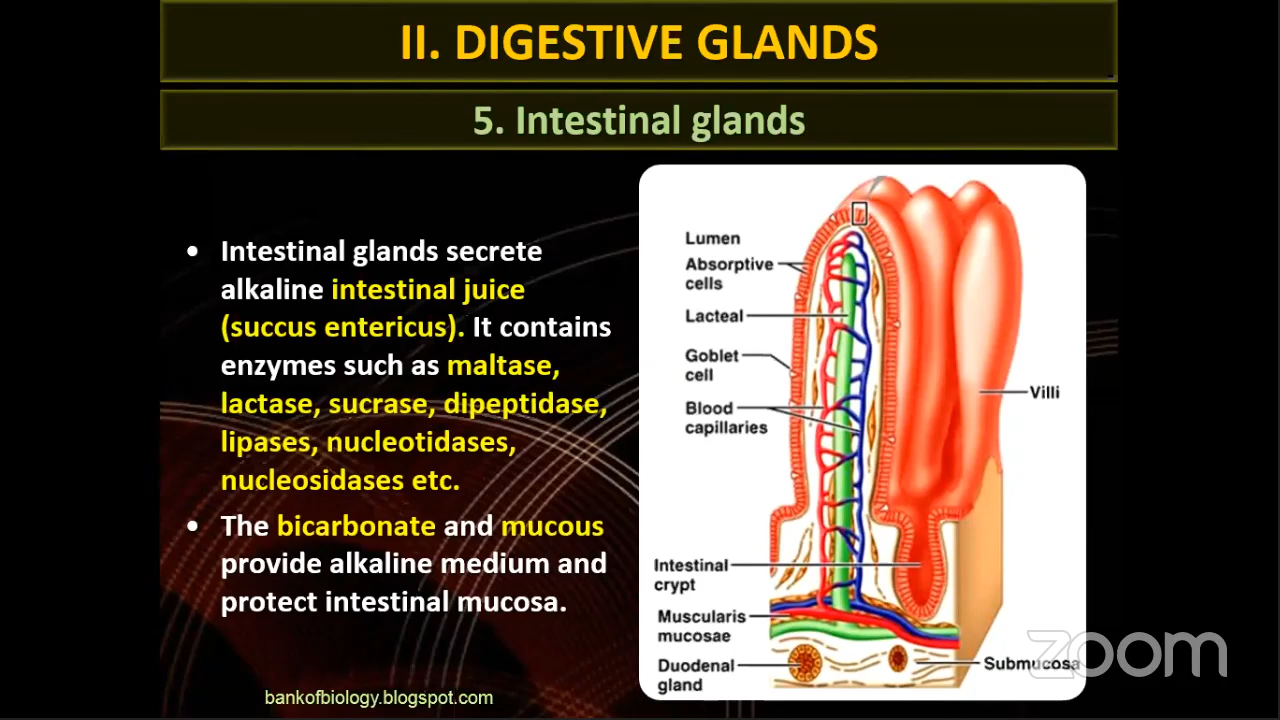 II. DIGESTIVE GLANDS
5. Intestinal glands
• Intestinal glands secrete
alkaline intestinal juice
(succus entericus). It contains
enzymes such as maltase,
lactase, sucrase, dipeptidase,
lipases, nucleotidases,
nucleosidases etc.
• The bicarbonate and mucous
provide alkaline medium and
protect intestinal mucosa.
bankofbiology.blogspot.com
Lumen
Absorptive
cells
Lacteal
Goblet
cell
Blood
capillaries
Villi
Intestinal
crypt
Muscularis
mucosae
Duodenal
gland
Submucosa
zoom